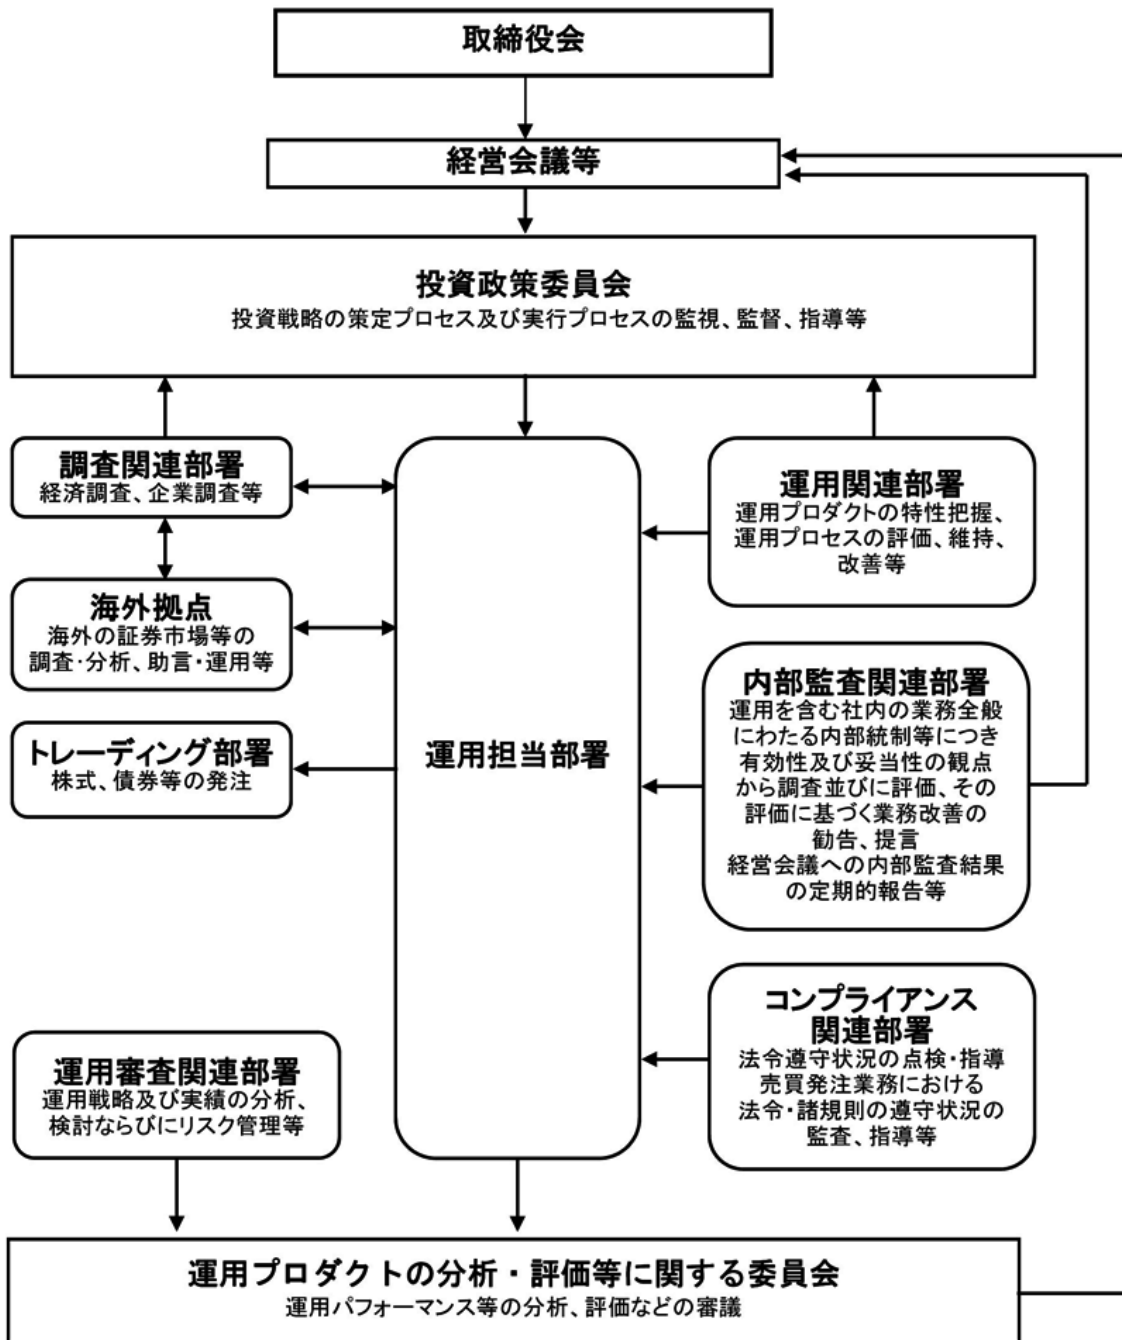 取締役会
経営会議等
投資政策委員会
投資戦略の策定プロセス及び実行プロセスの監視、監督、指導等
調査関連部署
経済調査、企業調査等
海外拠点
海外の証券市場等の
調査・分析、助言・運用等
トレーディング部署
株式、債券等の発注
運用担当部署
運用関連部署
運用プロダクトの特性把握、
運用プロセスの評価、維持、
改善等
内部監査関連部署
運用を含む社内の業務全般
にわたる内部統制等につき
有効性及び妥当性の観点
から調査並びに評価、その
評価に基づく業務改善の
勧告、提言
経営会議への内部監査結果
の定期的報告等
コンプライアンス
関連部署
法令遵守状況の点検・指導
売買発注業務における
法令・諸規則の遵守状況の
監査、指導等
運用審査関連部署
運用戦略及び実績の分析、
検討ならびにリスク管理等
運用プロダクトの分析・評価等に関する委員会
運用パフォーマンス等の分析、評価などの審議